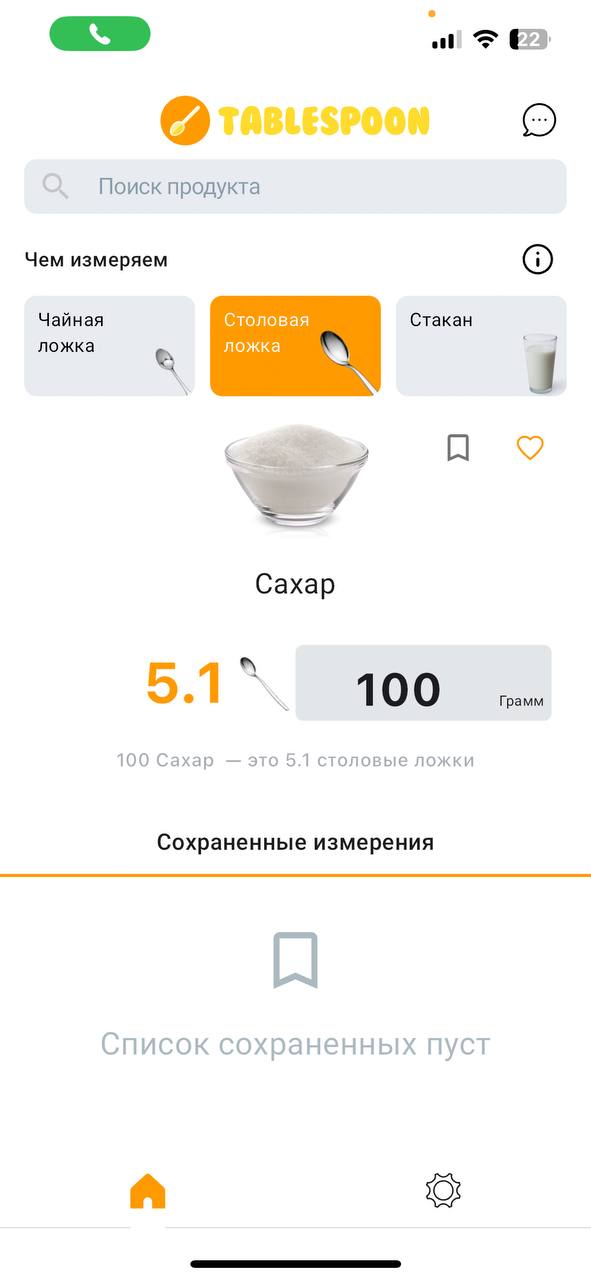 22
TABLESPOON
Поиск продукта
Чем измеряем
Чайная
ложка
Столовая
ложка
Стакан
Сахар
5.1
100
Грамм
100 Сахар — это 5.1 столовые ложки
Сохраненные измерения
Список сохраненных пуст